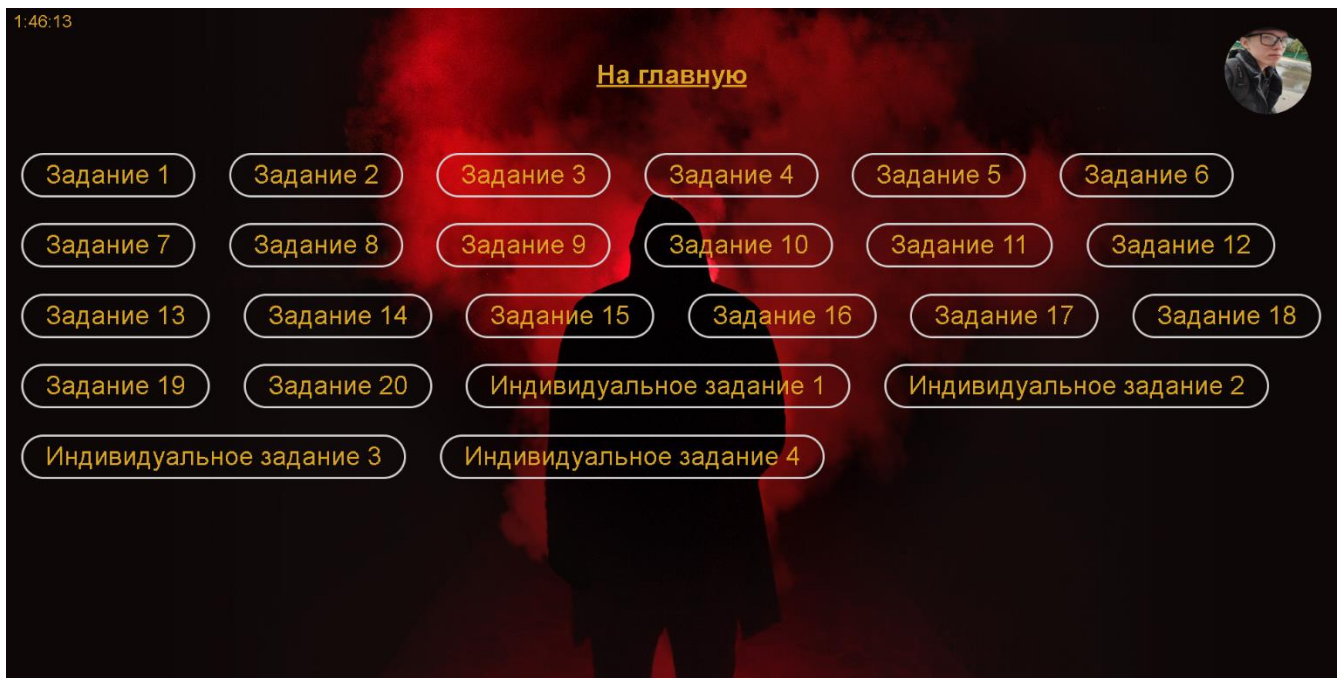 1:46:13
На главную
Задание 1 Задание 2 Задание 3 Задание 4 Задание 5 Задание 6
Задание 7 Задание 8 Задание 9 Задание 10 Задание 11 Задание 12
Задание 13 Задание 14 Задание 15 Задание 16 Задание 17 Задание 18
Задание 19 Задание 20 Индивидуальное задание 1 Индивидуальное задание 2
Индивидуальное задание 3 Индивидуальное задание 4